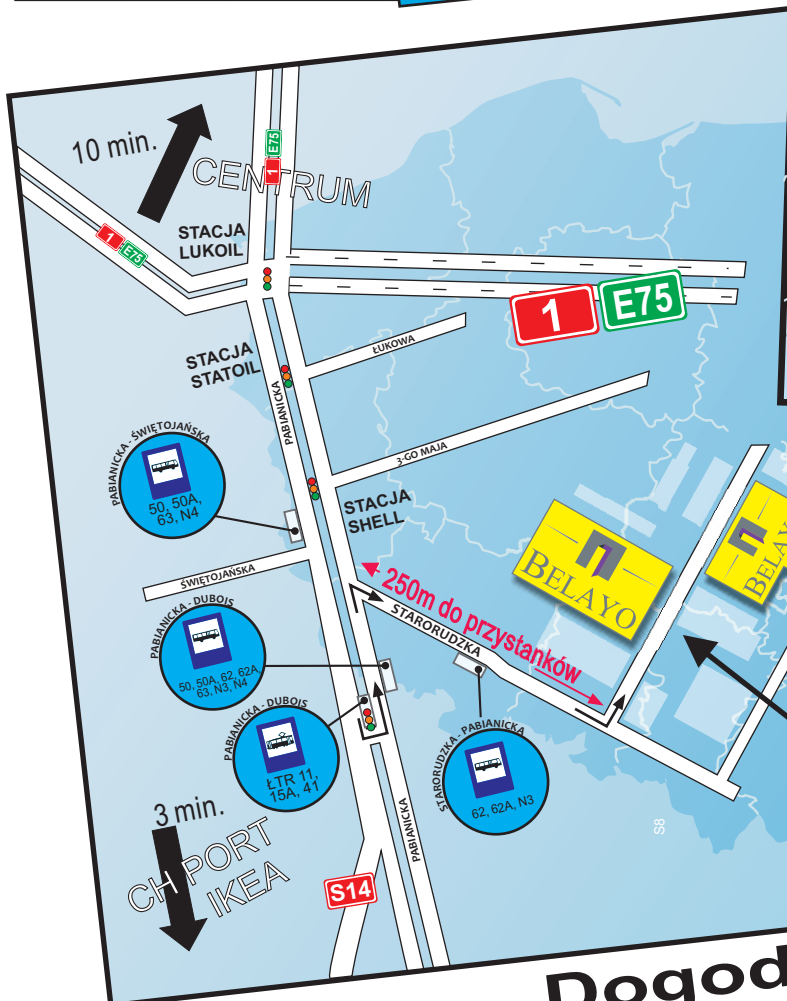 10 min.
CENTRUM
1 E75
1 E75
STACJA
LUKOIL
1 E75
STACJA
STATOIL
ŁUKOWA
PABIANICKA
3-GO MAJA
PABIANICKA - ŚWIĘTOJAŃSKA
50, 50A,
63, N4
STACJA
SHELL
ŚWIĘTOJAŃSKA
250m do przystanków
STARORUDZKA
BELAYO
BELAY
PABIANICKA - DUBOIS
50, 50A, 62, 62A,
63, N3, N4
PABIANICKA - DUBOIS
ŁTR 11,
15A, 41
STARORUDZKA - PABIANICKA
62, 62A, N3
3 min.
CH PORT
IKEA
PABIANICKA
S14
S8
Dogod